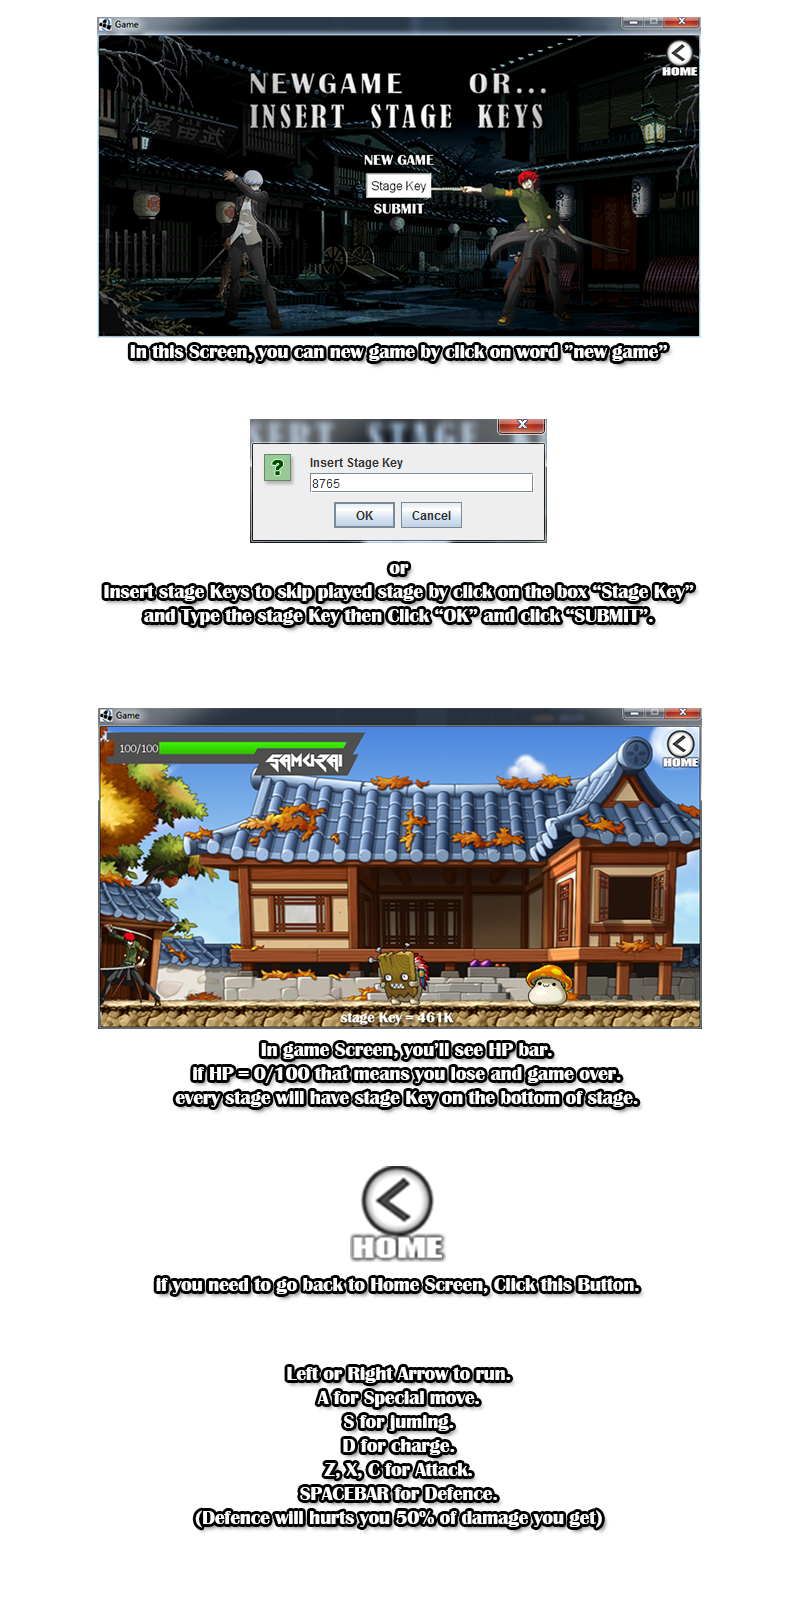 Game
HOME
NEWGAME OR...
INSERT STAGE KEYS
武笛屋
NEW GAME
Stage Key
SUBMIT
In this Screen, you can new game by click on word ”new game”
Insert Stage Key
8765
OK Cancel
or
Insert stage Keys to skip played stage by click on the box “Stage Key”
and Type the stage Key then Click “OK” and click “SUBMIT”.
Game
100/100
SAMURAI
HOME
stage Key = 461K
In game Screen, you'll see HP bar.
if HP = 0/100 that means you lose and game over.
every stage will have stage Key on the bottom of stage.
HOME
if you need to go back to Home Screen, Click this Button.
Left or Right Arrow to run.
A for Special move.
S for juming.
D for charge.
Z, X, C for Attack.
SPACEBAR for Defence.
(Defence will hurts you 50% of damage you get)